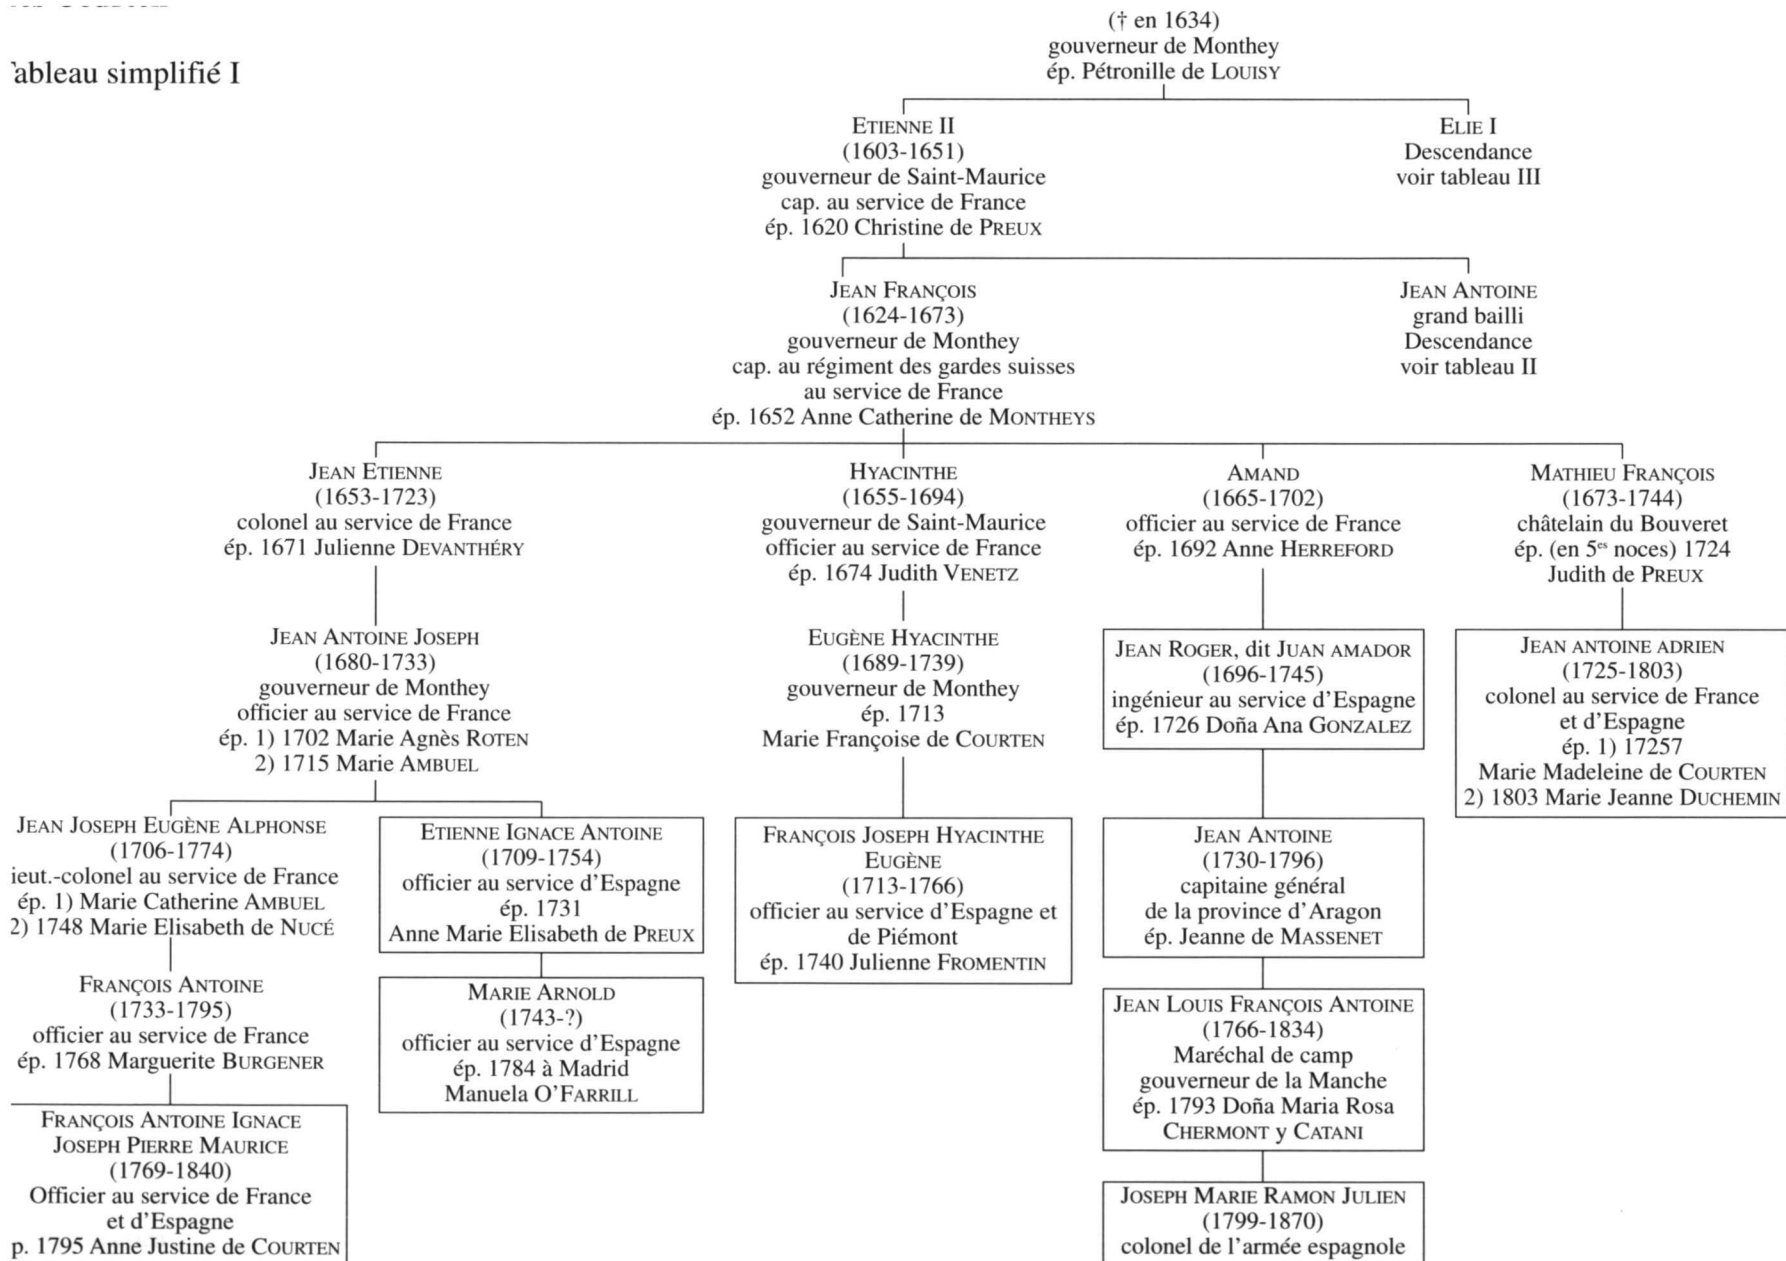 Tableau simplifié I
(† en 1634)
gouverneur de Monthey
ép. Pétronille de LOUISY
ETIENNE II
(1603-1651)
gouverneur de Saint-Maurice
cap. au service de France
ép. 1620 Christine de PREUX
ELIE I
Descendance
voir tableau III
JEAN FRANÇOIS
(1624-1673)
gouverneur de Monthey
cap. au régiment des gardes suisses
au service de France
ép. 1652 Anne Catherine de MONTHEYS
JEAN ANTOINE
grand bailli
Descendance
voir tableau II
JEAN ETIENNE
(1653-1723)
colonel au service de France
ép. 1671 Julienne DEVANTHÉRY
HYACINTHE
(1655-1694)
gouverneur de Saint-Maurice
officier au service de France
ép. 1674 Judith VENETZ
AMAND
(1665-1702)
officier au service de France
ép. 1692 Anne HERREFORD
MATHIEU FRANÇOIS
(1673-1744)
châtelain du Bouveret
ép. (en 5es noces) 1724
Judith de PREUX
JEAN ANTOINE JOSEPH
(1680-1733)
gouverneur de Monthey
officier au service de France
ép. 1) 1702 Marie Agnès ROTEN
2) 1715 Marie AMBUEL
EUGÈNE HYACINTHE
(1689-1739)
gouverneur de Monthey
ép. 1713
Marie Françoise de COURTEN
JEAN ROGER, dit JUAN AMADOR
(1696-1745)
ingénieur au service d'Espagne
ép. 1726 Doña Ana GONZALEZ
JEAN ANTOINE ADRIEN
(1725-1803)
colonel au service de France
et d'Espagne
ép. 1) 17257
Marie Madeleine de COURTEN
2) 1803 Marie Jeanne DUCHEMIN
JEAN JOSEPH EUGÈNE ALPHONSE
(1706-1774)
ieut.-colonel au service de France
ép. 1) Marie Catherine AMBUEL
2) 1748 Marie Elisabeth de NUCÉ
ETIENNE IGNACE ANTOINE
(1709-1754)
officier au service d'Espagne
ép. 1731
Anne Marie Elisabeth de PREUX
FRANÇOIS JOSEPH HYACINTHE
EUGÈNE
(1713-1766)
officier au service d'Espagne et
de Piémont
ép. 1740 Julienne FROMENTIN
JEAN ANTOINE
(1730-1796)
capitaine général
de la province d'Aragon
ép. Jeanne de MASSENET
FRANÇOIS ANTOINE
(1733-1795)
officier au service de France
ép. 1768 Marguerite BURGENER
MARIE ARNOLD
(1743-?)
officier au service d'Espagne
ép. 1784 à Madrid
Manuela O'FARRILL
JEAN LOUIS FRANÇOIS ANTOINE
(1766-1834)
Maréchal de camp
gouverneur de la Manche
ép. 1793 Doña Maria Rosa
CHERMONT y CATANI
FRANÇOIS ANTOINE IGNACE
JOSEPH PIERRE MAURICE
(1769-1840)
Officier au service de France
et d'Espagne
p. 1795 Anne Justine de COURTEN
JOSEPH MARIE RAMON JULIEN
(1799-1870)
colonel de l'armée espagnole